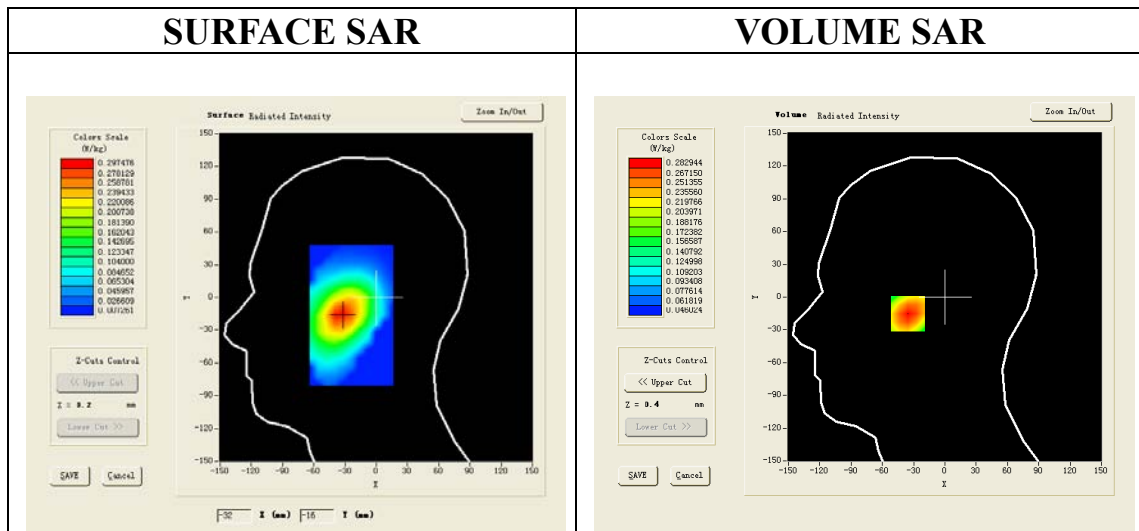 SURFACE SAR
VOLUME SAR
Surface Radiated Intensity
Zoom In/Out
Colors Scale
(W/kg)
0.297476
0.278129
0.258781
0.239433
0.220086
0.200738
0.181390
0.162043
0.142695
0.123347
0.104000
0.084652
0.065304
0.045957
0.026609
0.007261
150
120
90
60
30
0
-30
-60
-90
-120
-150
Y
-150 -120 -90 -60 -30 0 30 60 90 120 150
X
Z-Cuts Control
<< Upper Cut
Z = 0.2 mm
Lower Cut >>
SAVE Cancel
-32 X (mm) -16 Y (mm)
Volume Radiated Intensity
Zoom In/Out
Colors Scale
(W/kg)
0.282944
0.267150
0.251355
0.235560
0.219766
0.203971
0.188176
0.172382
0.156587
0.140792
0.124998
0.109203
0.093408
0.077614
0.061819
0.046024
150
120
90
60
30
0
-30
-60
-90
-120
-150
Y
-150 -120 -90 -60 -30 0 30 60 90 120 150
X
Z-Cuts Control
<< Upper Cut
Z = 0.4 mm
Lower Cut >>
SAVE Cancel